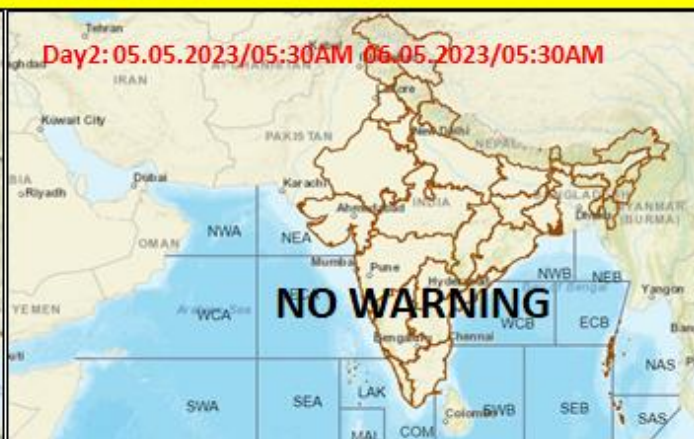 Tehran
Day2: 05.05.2023/05:30AM 06.05.2023/05:30AM
IRAN
Kuwait City
PAKISTAN
New Delhi
NEPAL
Riyadh
Dubai
Karachi
Ahmedabad
INDIA
MYANMAR
(BURMA)
OMAN
NWA
NEA
Mumbai
Pune
NWB
NEB
Yangon
YEMEN
WCA
NO WARNING
WCB
ECB
Bengaluru
Chennai
NAS
SWA
SEA
LAK
Colombo
SWB
SEB
SAS
MAL
COM